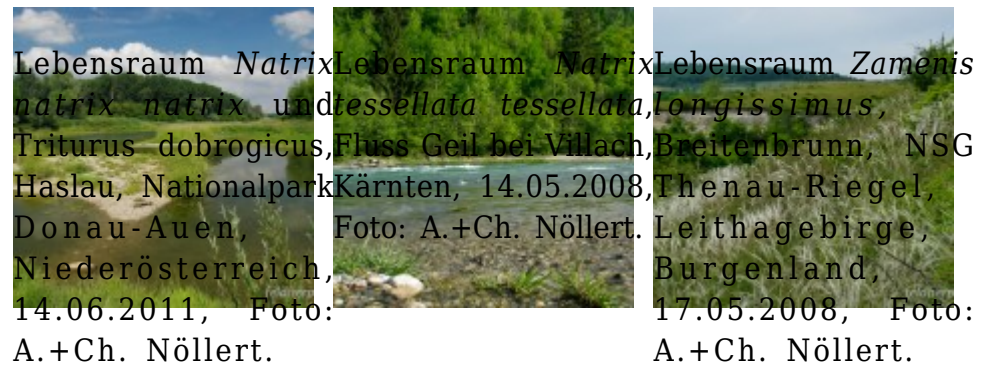 Lebensraum Natrix
natrix natrix und
Triturus dobrogicus,
Haslau, Nationalpark
Donau-Auen,
Niederösterreich,
14.06.2011, Foto:
A.+Ch. Nöllert.
Lebensraum Natrix
tessellata tessellata,
Fluss Geil bei Villach,
Kärnten, 14.05.2008,
Foto: A.+Ch. Nöllert.
Lebensraum Zamenis
longissimus,
Breitenbrunn, NSG
Thenau-Riegel,
Leithagebirge,
Burgenland,
17.05.2008, Foto:
A.+Ch. Nöllert.